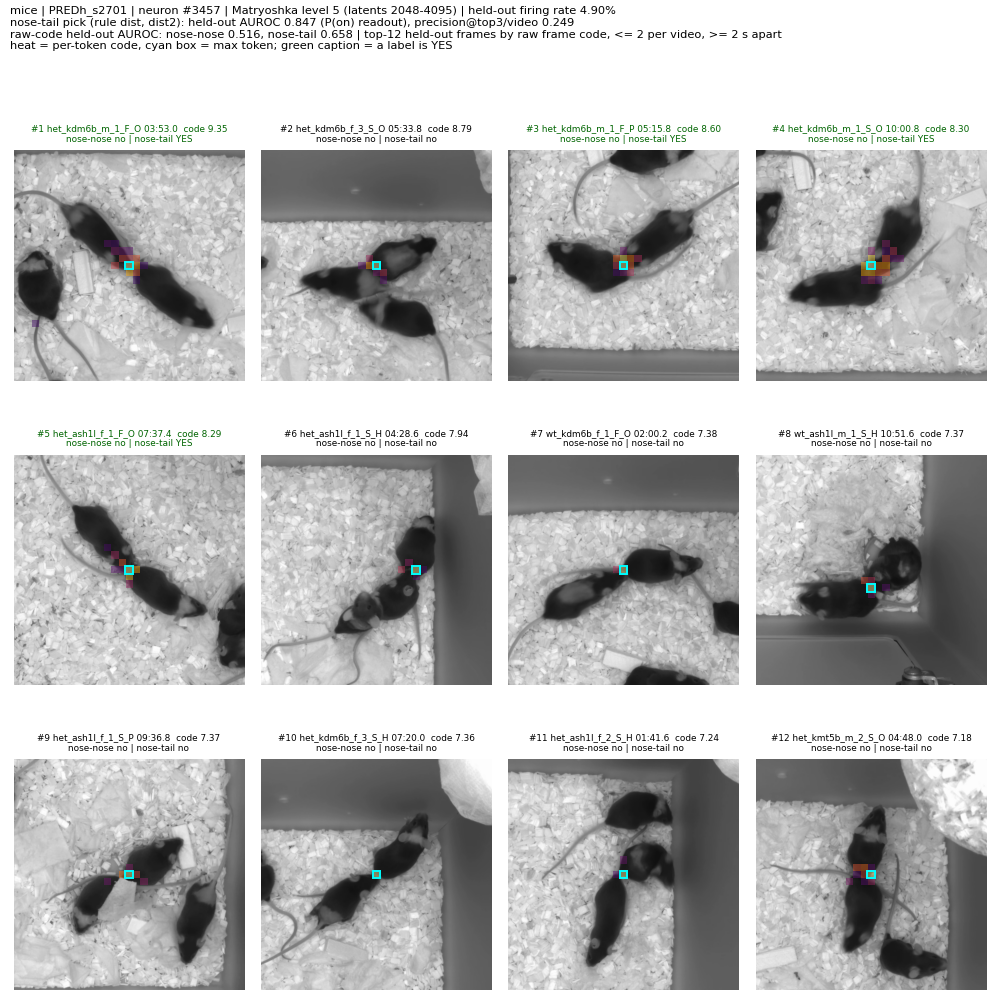 mice | PREDh_s2701 | neuron #3457 | Matryoshka level 5 (latents 2048-4095) | held-out firing rate 4.90%
nose-tail pick (rule dist, dist2): held-out AUROC 0.847 (P(on) readout), precision@top3/video 0.249
raw-code held-out AUROC: nose-nose 0.516, nose-tail 0.658 | top-12 held-out frames by raw frame code, <= 2 per video, >= 2 s apart
heat = per-token code, cyan box = max token; green caption = a label is YES
#1 het_kdm6b_m_1_F_O 03:53.0 code 9.35
nose-nose no | nose-tail YES
#2 het_kdm6b_f_3_S_O 05:33.8 code 8.79
nose-nose no | nose-tail no
#3 het_kdm6b_m_1_F_P 05:15.8 code 8.60
nose-nose no | nose-tail YES
#4 het_kdm6b_m_1_S_O 10:00.8 code 8.30
nose-nose no | nose-tail YES
#5 het_ash1l_f_1_F_O 07:37.4 code 8.29
nose-nose no | nose-tail YES
#6 het_ash1l_f_1_S_H 04:28.6 code 7.94
nose-nose no | nose-tail no
#7 wt_kdm6b_f_1_F_O 02:00.2 code 7.38
nose-nose no | nose-tail no
#8 wt_ash1l_m_1_S_H 10:51.6 code 7.37
nose-nose no | nose-tail no
#9 het_ash1l_f_1_S_P 09:36.8 code 7.37
nose-nose no | nose-tail no
#10 het_kdm6b_f_3_S_H 07:20.0 code 7.36
nose-nose no | nose-tail no
#11 het_ash1l_f_2_S_H 01:41.6 code 7.24
nose-nose no | nose-tail no
#12 het_kmt5b_m_2_S_O 04:48.0 code 7.18
nose-nose no | nose-tail no